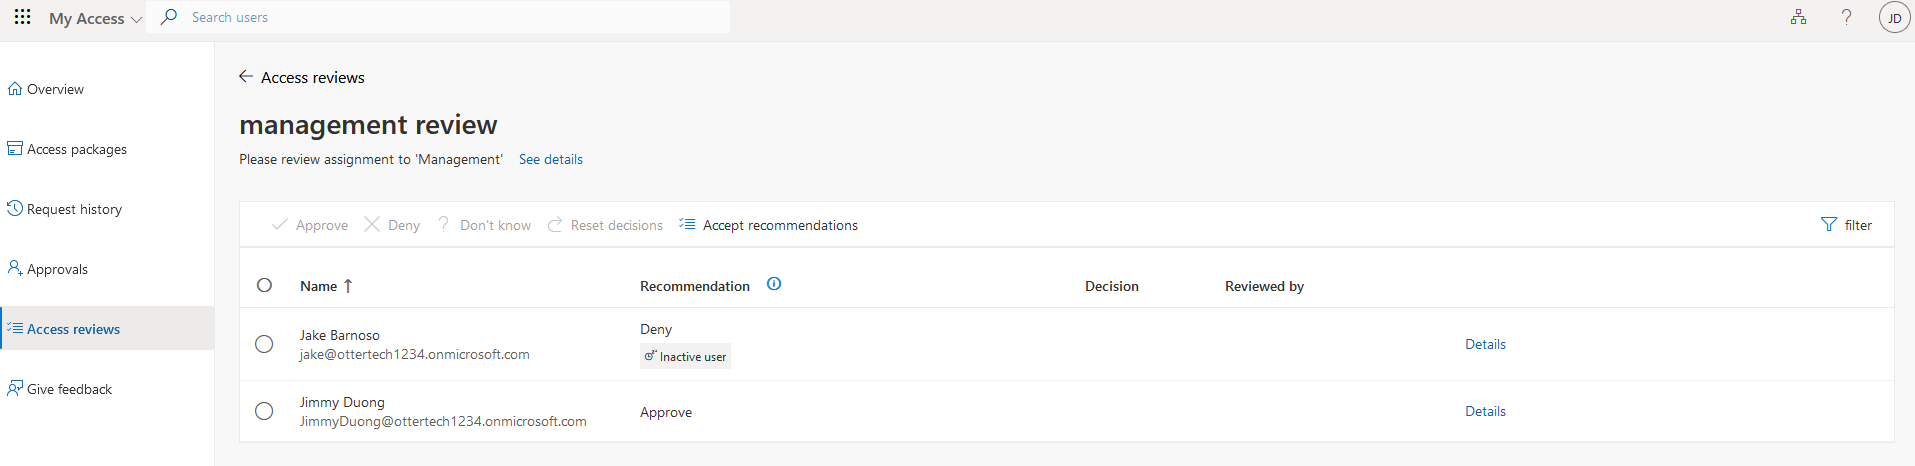 My Access
Search users
?
JD
Overview
Access packages
Request history
Approvals
Access reviews
Give feedback
Access reviews
management review
Please review assignment to 'Management' See details
Approve Deny ? Don't know Reset decisions Accept recommendations filter
Name Recommendation Decision Reviewed by
Jake Barnoso
jake@ottertech1234.onmicrosoft.com
Deny
Inactive user
Details
Jimmy Duong
JimmyDuong@ottertech1234.onmicrosoft.com
Approve
Details